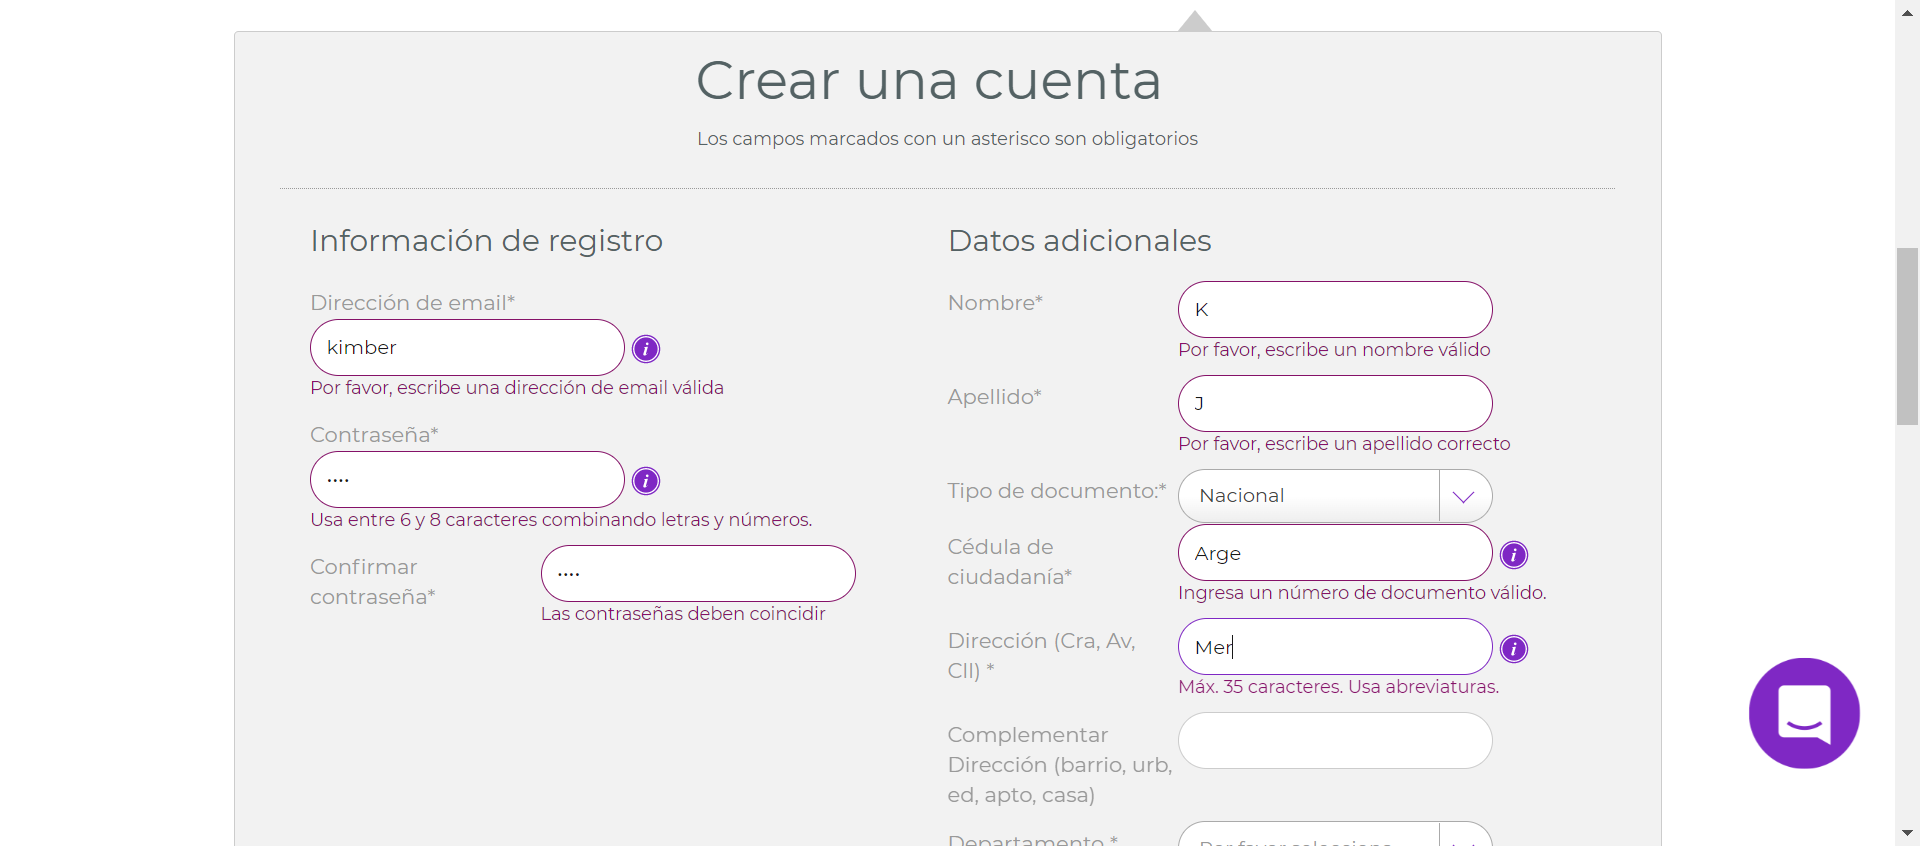 Crear una cuenta
Los campos marcados con un asterisco son obligatorios
Información de registro
Dirección de email*
kimber
Por favor, escribe una dirección de email válida
Contraseña*
••••
Usa entre 6 y 8 caracteres combinando letras y números.
Confirmar
contraseña*
••••
Las contraseñas deben coincidir
Datos adicionales
Nombre*
K
Por favor, escribe un nombre válido
Apellido*
J
Por favor, escribe un apellido correcto
Tipo de documento:*
Nacional
Cédula de
ciudadanía*
Arge
Ingresa un número de documento válido.
Dirección (Cra, Av,
Cll) *
Mer
Máx. 35 caracteres. Usa abreviaturas.
Complementar
Dirección (barrio, urb,
ed, apto, casa)
Departamento *
Por favor selecciona